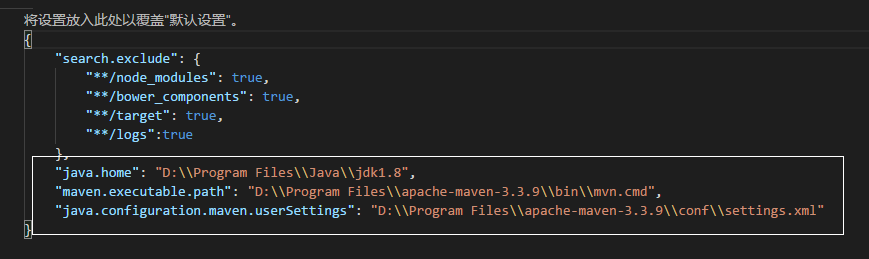 将设置放入此处以覆盖"默认设置"。
{
    "search.exclude": {
        "**/node_modules": true,
        "**/bower_components": true,
        "**/target": true,
        "**/logs":true
    },
    "java.home": "D:\\Program Files\\Java\\jdk1.8",
    "maven.executable.path": "D:\\Program Files\\apache-maven-3.3.9\\bin\\mvn.cmd",
    "java.configuration.maven.userSettings": "D:\\Program Files\\apache-maven-3.3.9\\conf\\settings.xml"
}